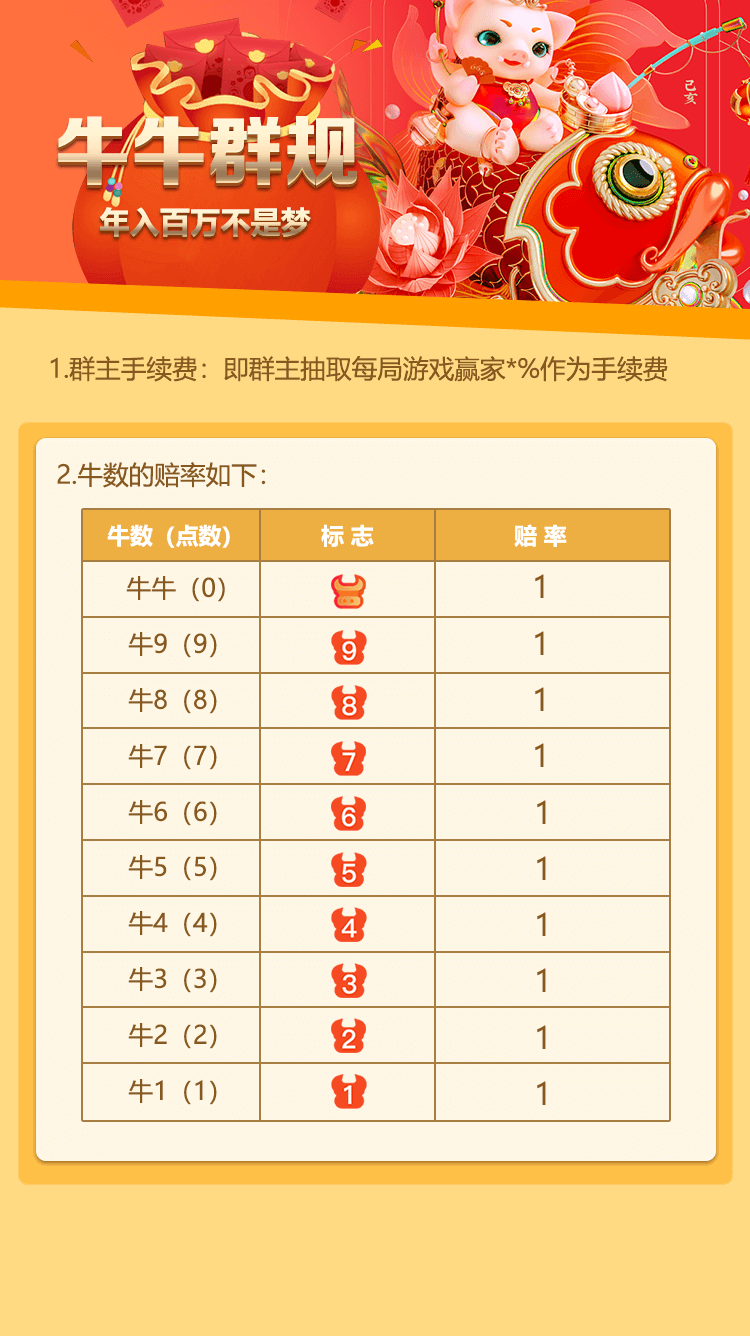 牛牛群规
年入百万不是梦
己亥
1.群主手续费：即群主抽取每局游戏赢家*%作为手续费
2.牛数的赔率如下：
牛数（点数） 标 志 赔 率
牛牛（0） 1
牛9（9） 9 1
牛8（8） 8 1
牛7（7） 7 1
牛6（6） 6 1
牛5（5） 5 1
牛4（4） 4 1
牛3（3） 3 1
牛2（2） 2 1
牛1（1） 1 1